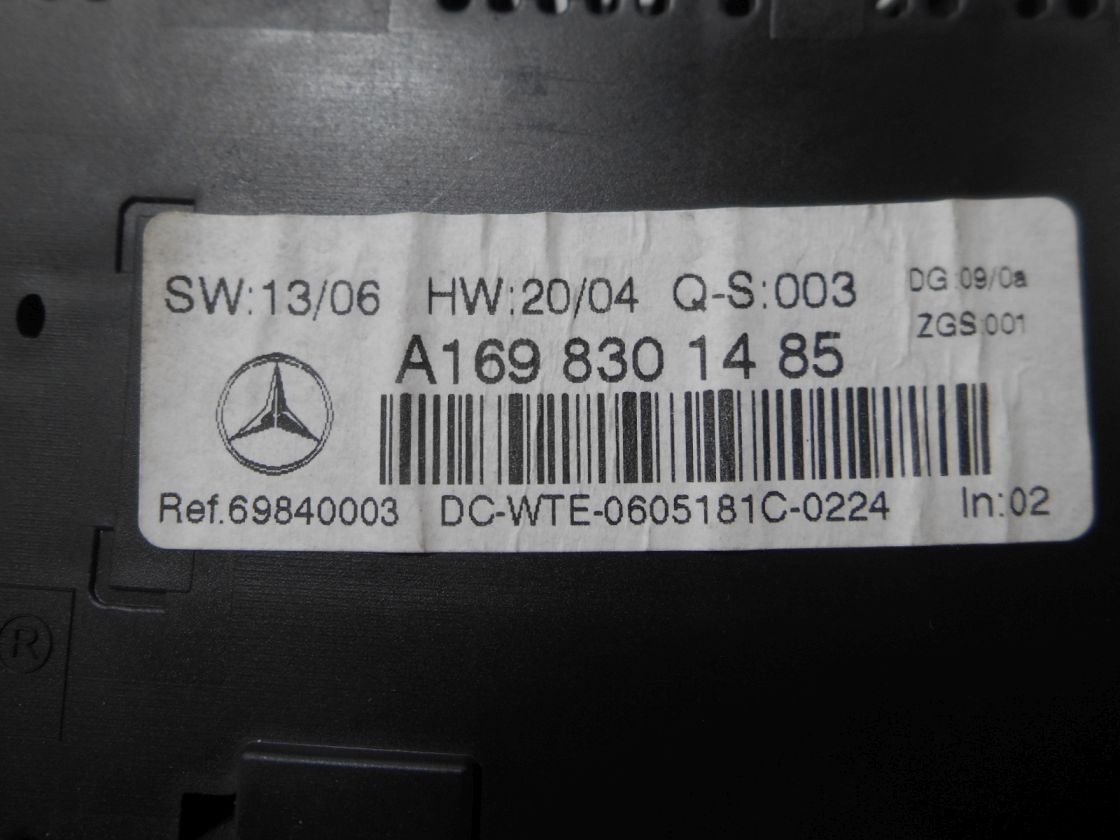 SW:13/06 HW:20/04 Q-S:003 DG:09/0a
ZGS:001
A169 830 14 85
Ref.69840003 DC-WTE-0605181C-0224 In:02
®